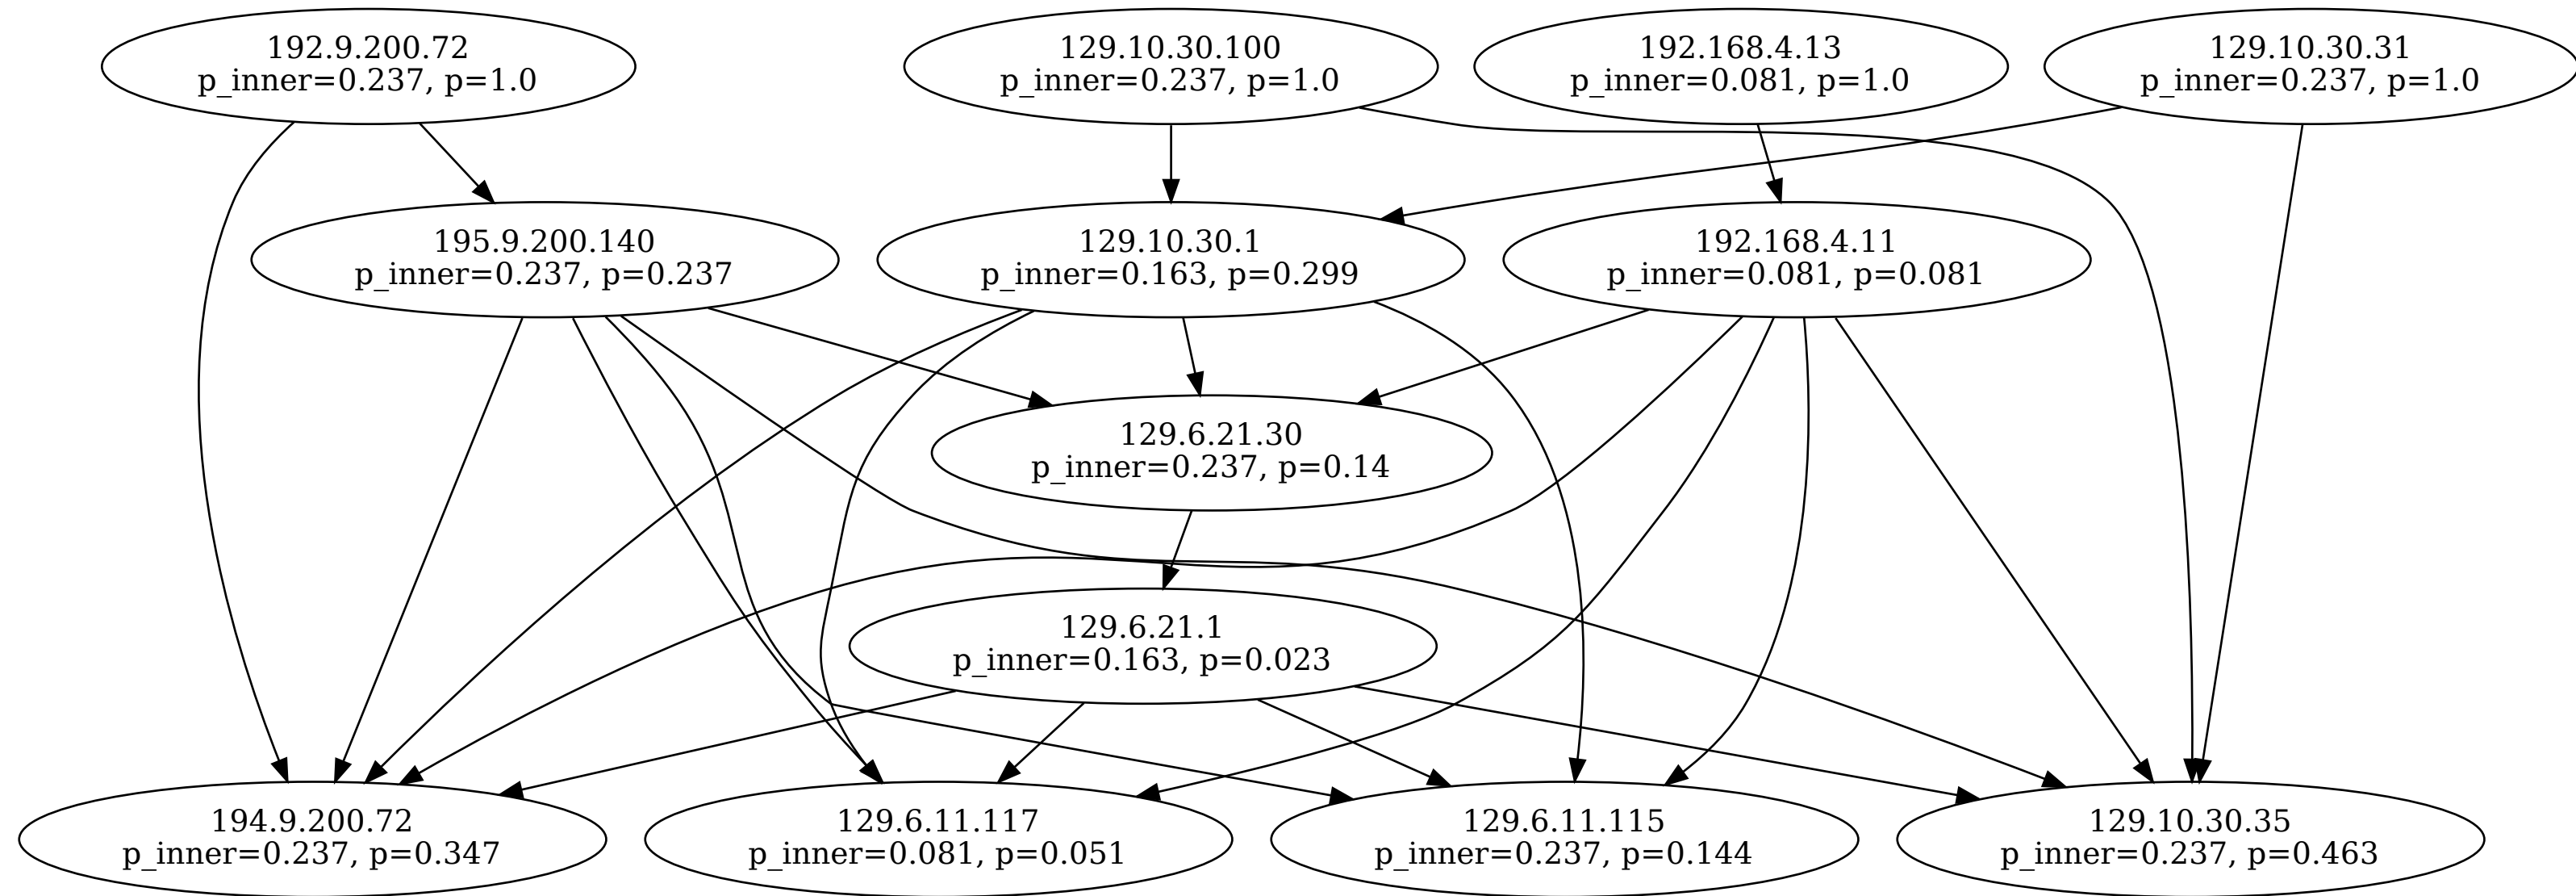 192.9.200.72
p_inner=0.237, p=1.0
129.10.30.100
p_inner=0.237, p=1.0
192.168.4.13
p_inner=0.081, p=1.0
129.10.30.31
p_inner=0.237, p=1.0
195.9.200.140
p_inner=0.237, p=0.237
129.10.30.1
p_inner=0.163, p=0.299
192.168.4.11
p_inner=0.081, p=0.081
129.6.21.30
p_inner=0.237, p=0.14
129.6.21.1
p_inner=0.163, p=0.023
194.9.200.72
p_inner=0.237, p=0.347
129.6.11.117
p_inner=0.081, p=0.051
129.6.11.115
p_inner=0.237, p=0.144
129.10.30.35
p_inner=0.237, p=0.463